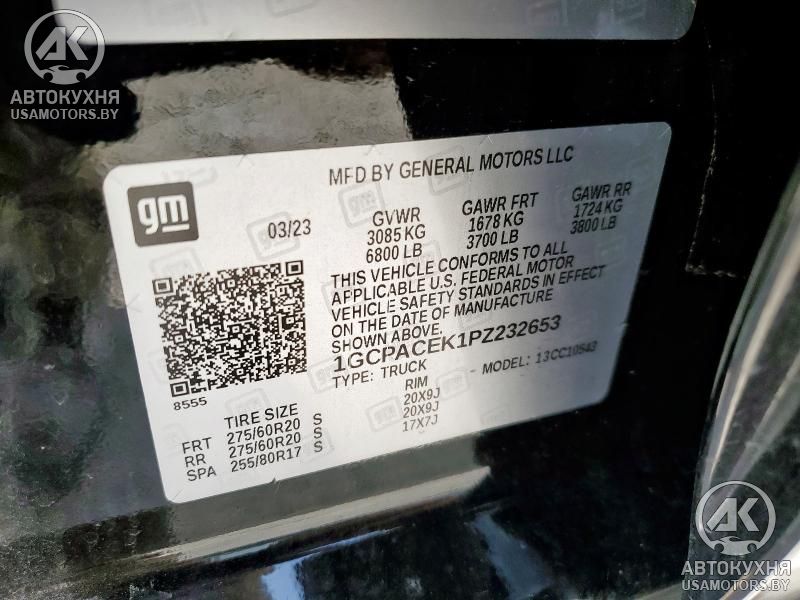 AK
АВТОКУХНЯ
USAMOTORS.BY
MFD BY GENERAL MOTORS LLC
gm
03/23
GVWR GAWR FRT GAWR RR
3085 KG 1678 KG 1724 KG
6800 LB 3700 LB 3800 LB
THIS VEHICLE CONFORMS TO ALL
APPLICABLE U.S. FEDERAL MOTOR
VEHICLE SAFETY STANDARDS IN EFFECT
ON THE DATE OF MANUFACTURE
SHOWN ABOVE.
1GCPACEK1PZ232653
TYPE: TRUCK MODEL: 13CC10543
8555
TIRE SIZE RIM
FRT 275/60R20 S 20X9J
RR 275/60R20 S 20X9J
SPA 255/80R17 S 17X7J
AK
АВТОКУХНЯ
USAMOTORS.BY